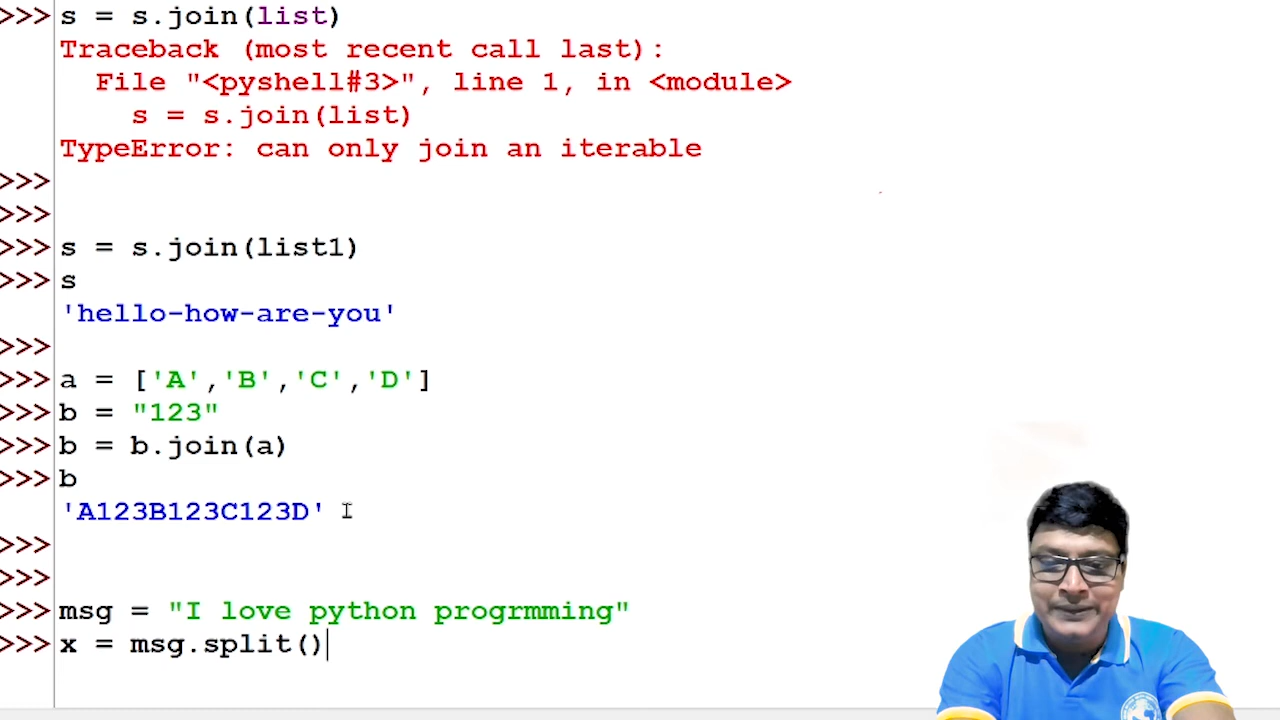 >>> s = s.join(list)
Traceback (most recent call last):
  File "<pyshell#3>", line 1, in <module>
    s = s.join(list)
TypeError: can only join an iterable
>>>
>>>
>>> s = s.join(list1)
>>> s
'hello-how-are-you'
>>>
>>> a = ['A','B','C','D']
>>> b = "123"
>>> b = b.join(a)
>>> b
'A123B123C123D'
>>>
>>>
>>> msg = "I love python progrmming"
>>> x = msg.split()